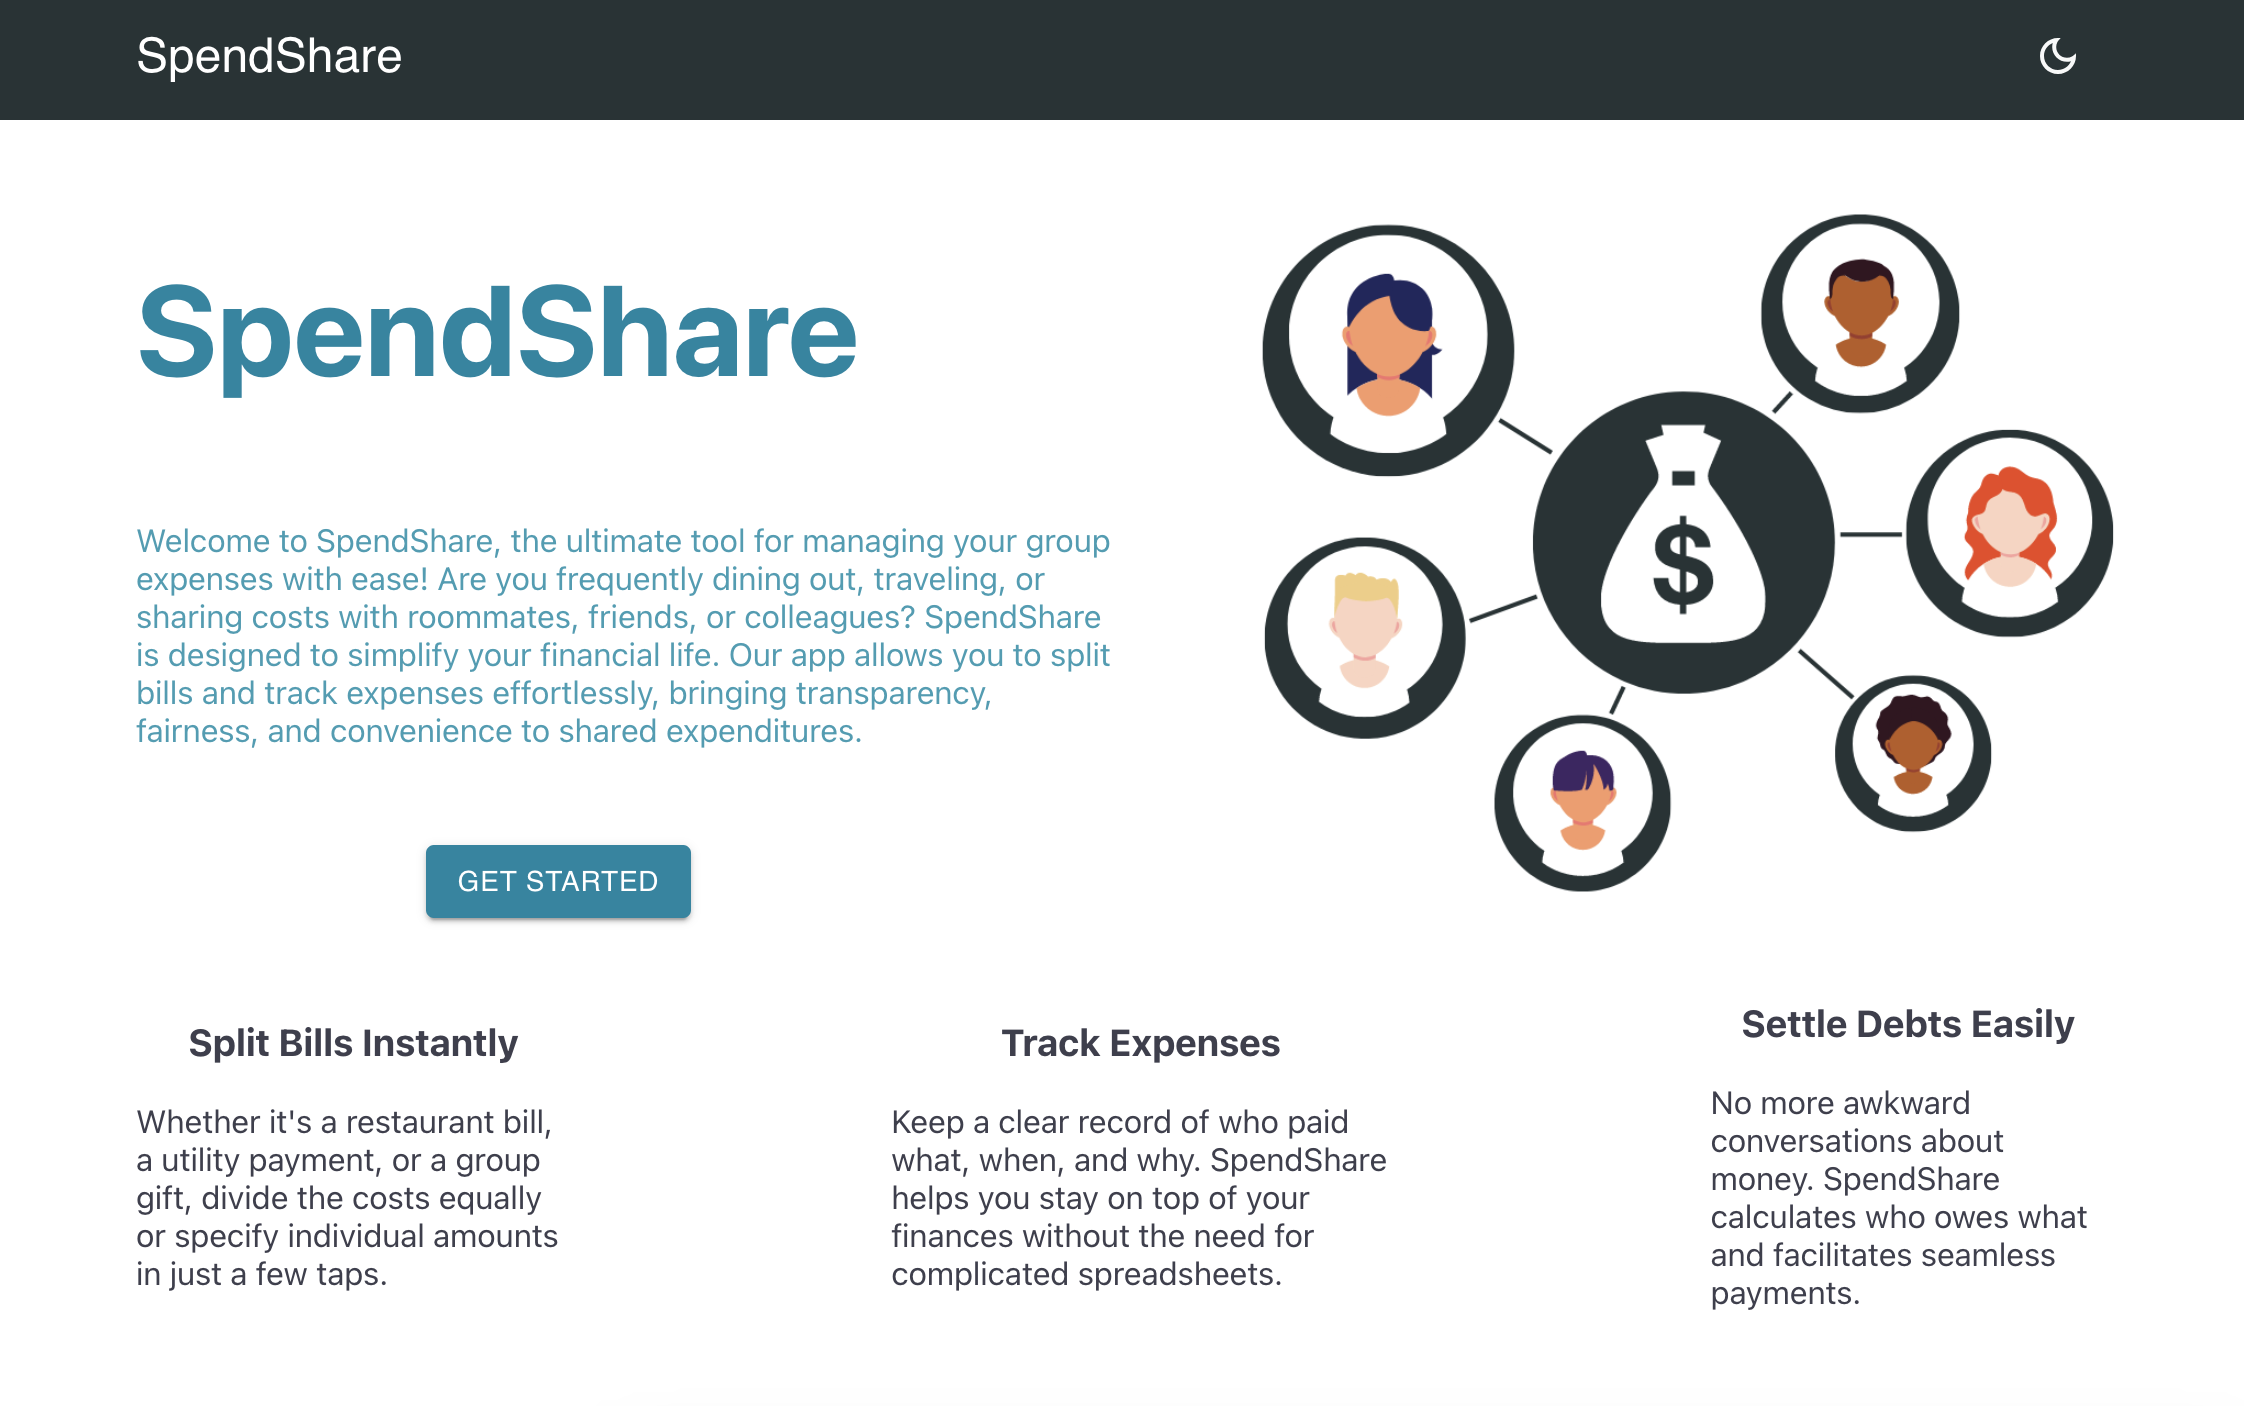 SpendShare
SpendShare
Welcome to SpendShare, the ultimate tool for managing your group
expenses with ease! Are you frequently dining out, traveling, or
sharing costs with roommates, friends, or colleagues? SpendShare
is designed to simplify your financial life. Our app allows you to split
bills and track expenses effortlessly, bringing transparency,
fairness, and convenience to shared expenditures.
$
GET STARTED
Split Bills Instantly
Whether it's a restaurant bill,
a utility payment, or a group
gift, divide the costs equally
or specify individual amounts
in just a few taps.
Track Expenses
Keep a clear record of who paid
what, when, and why. SpendShare
helps you stay on top of your
finances without the need for
complicated spreadsheets.
Settle Debts Easily
No more awkward
conversations about
money. SpendShare
calculates who owes what
and facilitates seamless
payments.